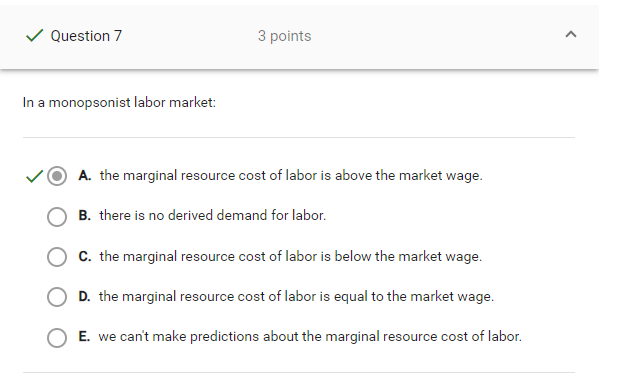 Question 7 3 points
In a monopsonist labor market:
A. the marginal resource cost of labor is above the market wage.
B. there is no derived demand for labor.
C. the marginal resource cost of labor is below the market wage.
D. the marginal resource cost of labor is equal to the market wage.
E. we can't make predictions about the marginal resource cost of labor.